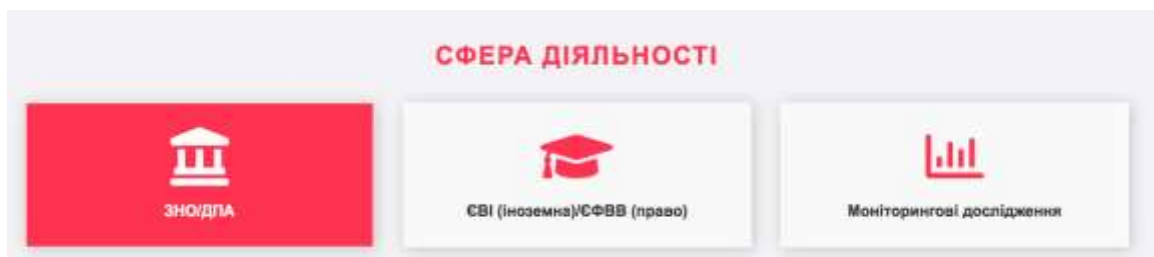 СФЕРА ДІЯЛЬНОСТІ
ЗНО/ДПА
ЄВІ (іноземна)/ЄФВВ (право)
Моніторингові дослідження